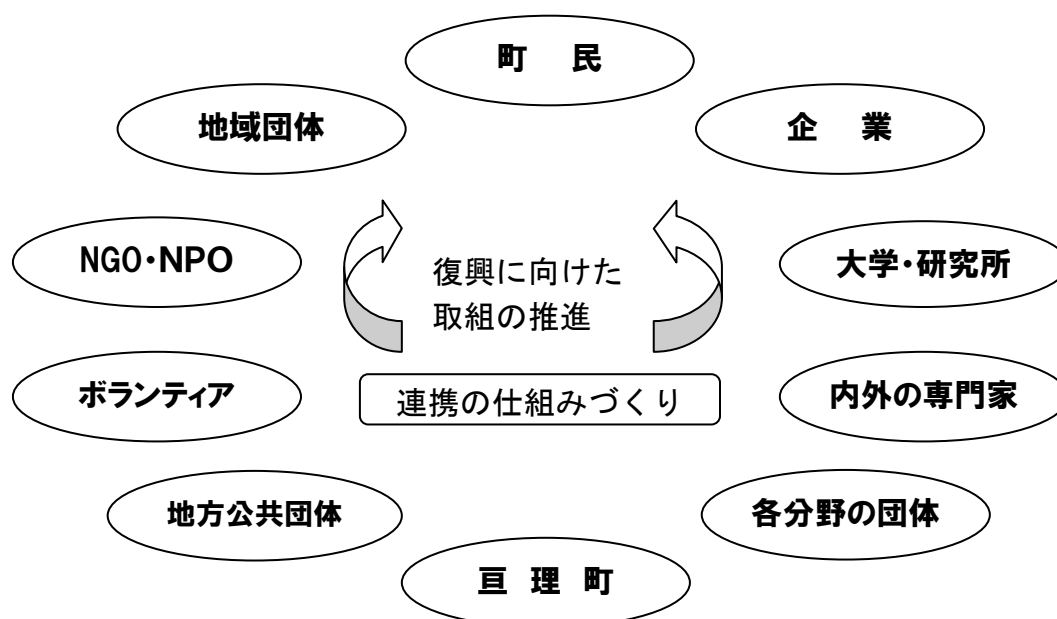 町 民
地域団体
企 業
NGO・NPO
大学・研究所
復興に向けた
取組の推進
ボランティア
連携の仕組みづくり
内外の専門家
地方公共団体
各分野の団体
亘 理 町